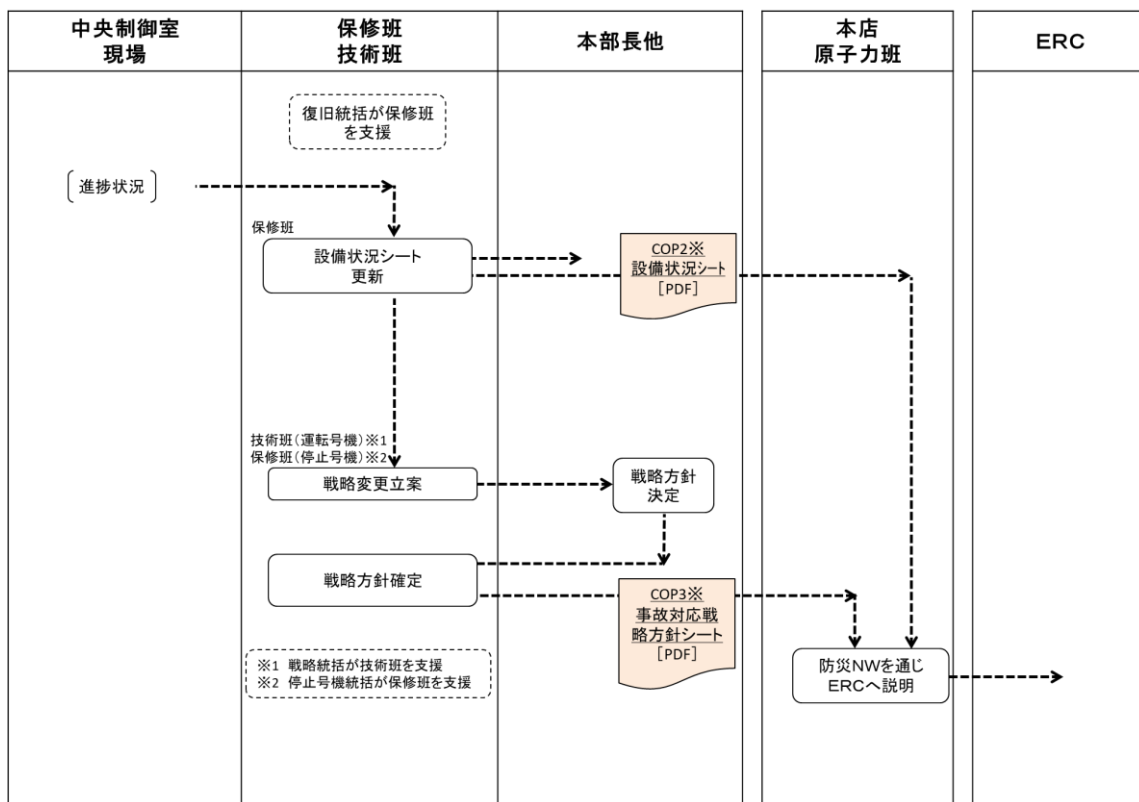 中央制御室
現場
保修班
技術班
本部長他
本店
原子力班
ERC
復旧統括が保修班
を支援
進捗状況
保修班
設備状況シート
更新
COP2※
設備状況シート
[PDF]
技術班(運転号機)※1
保修班(停止号機)※2
戦略変更立案
戦略方針
決定
戦略方針確定
COP3※
事故対応戦
略方針シート
[PDF]
※1 戦略統括が技術班を支援
※2 停止号機統括が保修班を支援
防災NWを通じ
ERCへ説明